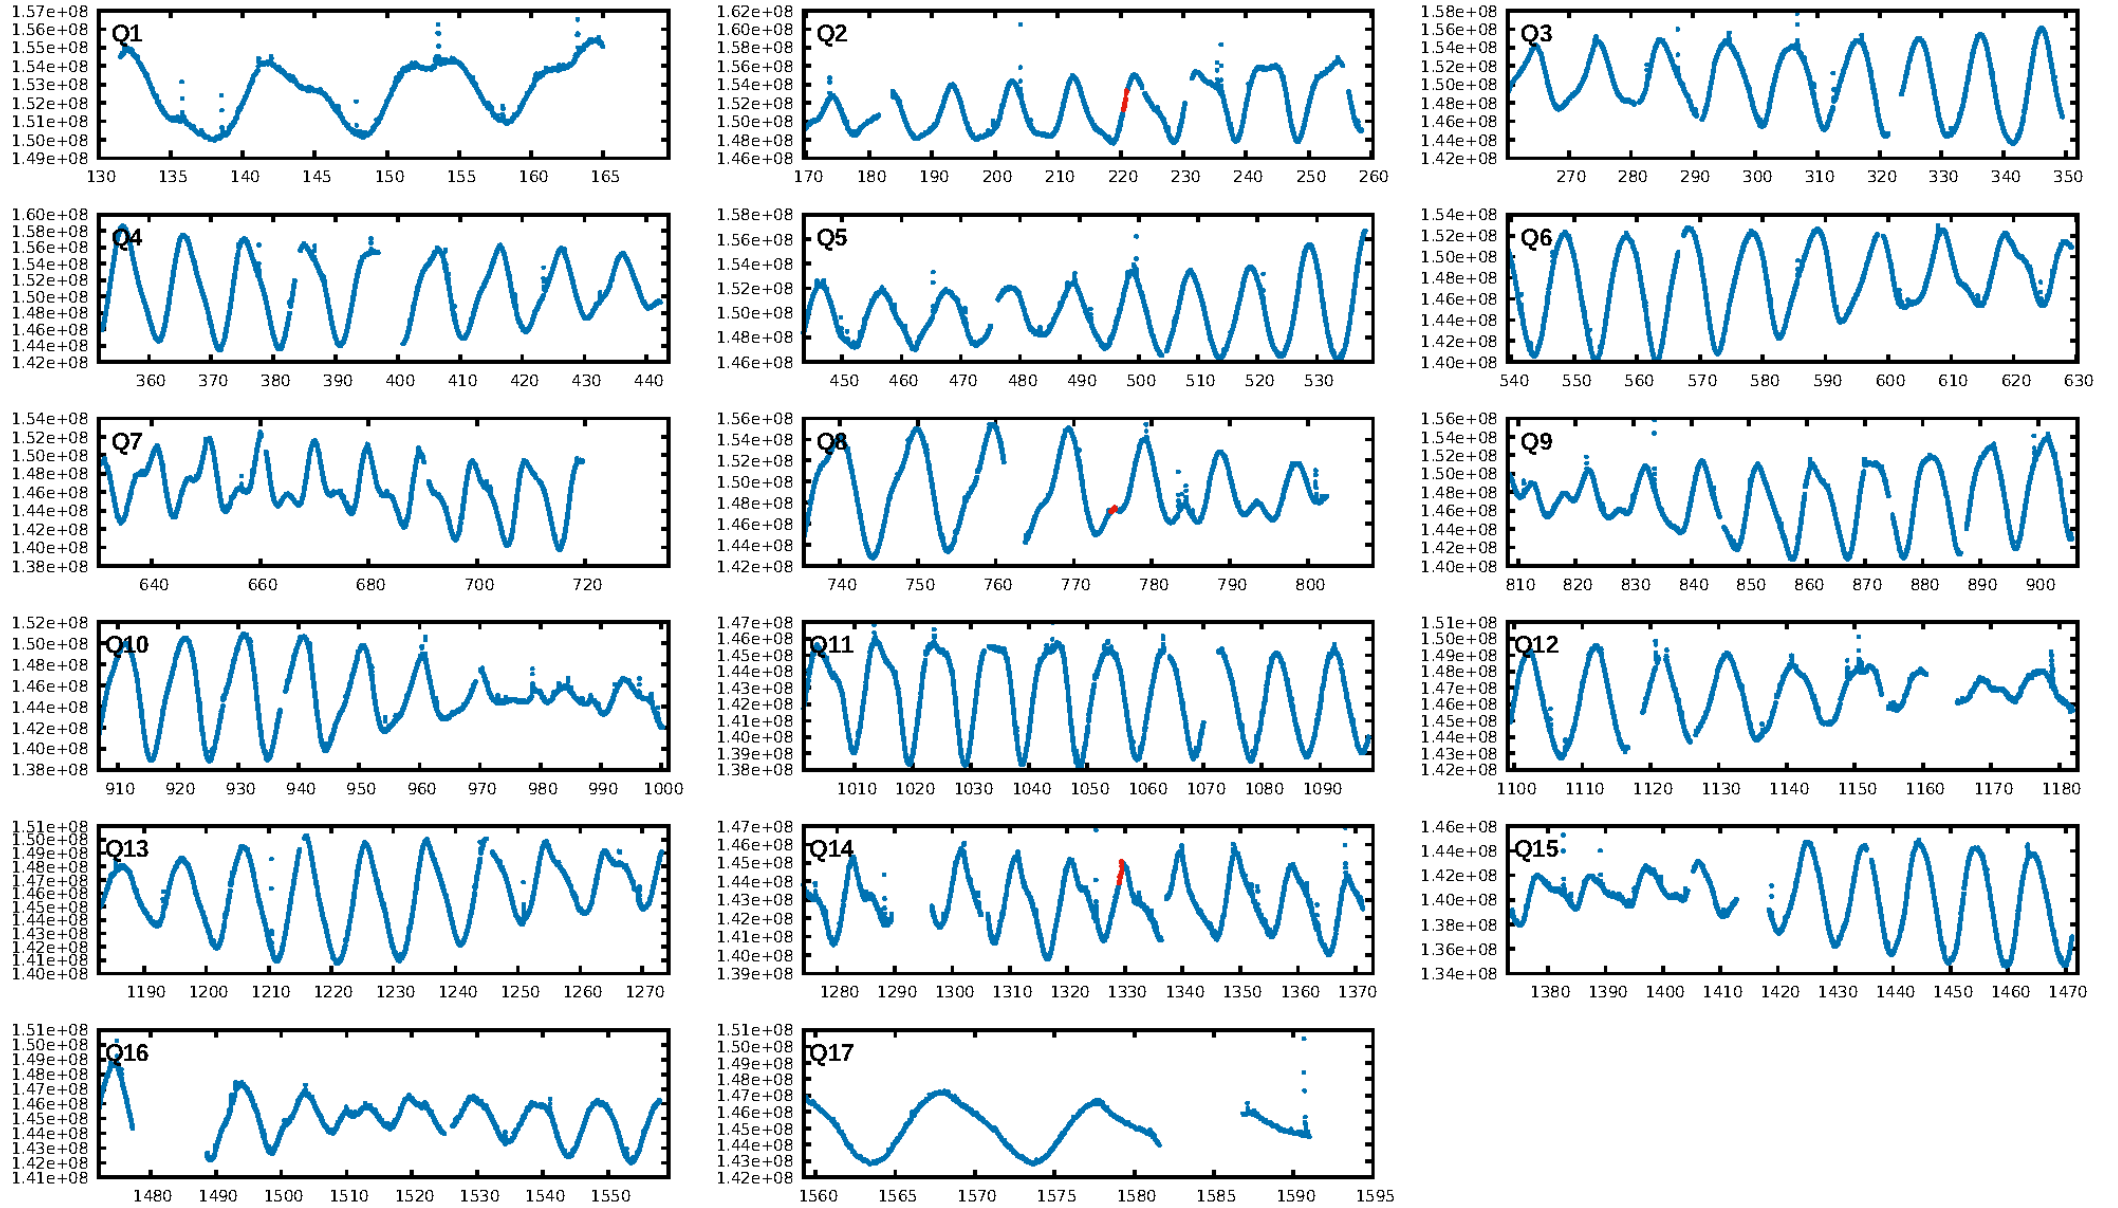 1.57e+08
1.56e+08
1.55e+08
1.54e+08
1.53e+08
1.52e+08
1.51e+08
1.50e+08
1.49e+08
Q1
130 135 140 145 150 155 160 165
1.62e+08
1.60e+08
1.58e+08
1.56e+08
1.54e+08
1.52e+08
1.50e+08
1.48e+08
1.46e+08
Q2
170 180 190 200 210 220 230 240 250 260
1.58e+08
1.56e+08
1.54e+08
1.52e+08
1.50e+08
1.48e+08
1.46e+08
1.44e+08
1.42e+08
Q3
270 280 290 300 310 320 330 340 350
1.60e+08
1.58e+08
1.56e+08
1.54e+08
1.52e+08
1.50e+08
1.48e+08
1.46e+08
1.44e+08
1.42e+08
Q4
360 370 380 390 400 410 420 430 440
1.58e+08
1.56e+08
1.54e+08
1.52e+08
1.50e+08
1.48e+08
1.46e+08
Q5
450 460 470 480 490 500 510 520 530
1.54e+08
1.52e+08
1.50e+08
1.48e+08
1.46e+08
1.44e+08
1.42e+08
1.40e+08
Q6
540 550 560 570 580 590 600 610 620 630
1.54e+08
1.52e+08
1.50e+08
1.48e+08
1.46e+08
1.44e+08
1.42e+08
1.40e+08
1.38e+08
Q7
640 660 680 700 720
1.56e+08
1.54e+08
1.52e+08
1.50e+08
1.48e+08
1.46e+08
1.44e+08
1.42e+08
Q8
740 750 760 770 780 790 800
1.56e+08
1.54e+08
1.52e+08
1.50e+08
1.48e+08
1.46e+08
1.44e+08
1.42e+08
1.40e+08
Q9
810 820 830 840 850 860 870 880 890 900
1.52e+08
1.50e+08
1.48e+08
1.46e+08
1.44e+08
1.42e+08
1.40e+08
1.38e+08
Q10
910 920 930 940 950 960 970 980 990 1000
1.47e+08
1.46e+08
1.45e+08
1.44e+08
1.43e+08
1.42e+08
1.41e+08
1.40e+08
1.39e+08
1.38e+08
Q11
1010 1020 1030 1040 1050 1060 1070 1080 1090
1.51e+08
1.50e+08
1.49e+08
1.48e+08
1.47e+08
1.46e+08
1.45e+08
1.44e+08
1.43e+08
1.42e+08
Q12
1100 1110 1120 1130 1140 1150 1160 1170 1180
1.51e+08
1.50e+08
1.49e+08
1.48e+08
1.47e+08
1.46e+08
1.45e+08
1.44e+08
1.43e+08
1.42e+08
1.41e+08
1.40e+08
Q13
1190 1200 1210 1220 1230 1240 1250 1260 1270
1.47e+08
1.46e+08
1.45e+08
1.44e+08
1.43e+08
1.42e+08
1.41e+08
1.40e+08
1.39e+08
Q14
1280 1290 1300 1310 1320 1330 1340 1350 1360 1370
1.46e+08
1.44e+08
1.42e+08
1.40e+08
1.38e+08
1.36e+08
1.34e+08
Q15
1380 1390 1400 1410 1420 1430 1440 1450 1460 1470
1.51e+08
1.50e+08
1.49e+08
1.48e+08
1.47e+08
1.46e+08
1.45e+08
1.44e+08
1.43e+08
1.42e+08
1.41e+08
Q16
1480 1490 1500 1510 1520 1530 1540 1550
1.51e+08
1.50e+08
1.49e+08
1.48e+08
1.47e+08
1.46e+08
1.45e+08
1.44e+08
1.43e+08
1.42e+08
Q17
1560 1565 1570 1575 1580 1585 1590 1595